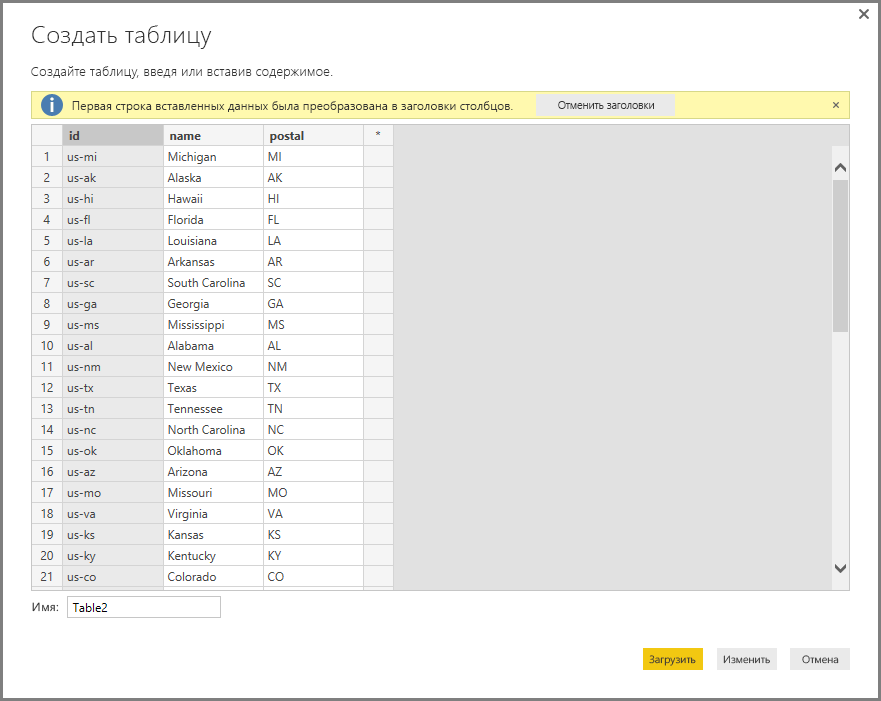 Создать таблицу
Создайте таблицу, введя или вставив содержимое.
Первая строка вставленных данных была преобразована в заголовки столбцов. Отменить заголовки
id name postal *
1 us-mi Michigan MI
2 us-ak Alaska AK
3 us-hi Hawaii HI
4 us-fl Florida FL
5 us-la Louisiana LA
6 us-ar Arkansas AR
7 us-sc South Carolina SC
8 us-ga Georgia GA
9 us-ms Mississippi MS
10 us-al Alabama AL
11 us-nm New Mexico NM
12 us-tx Texas TX
13 us-tn Tennessee TN
14 us-nc North Carolina NC
15 us-ok Oklahoma OK
16 us-az Arizona AZ
17 us-mo Missouri MO
18 us-va Virginia VA
19 us-ks Kansas KS
20 us-ky Kentucky KY
21 us-co Colorado CO
Имя: Table2
Загрузить Изменить Отмена